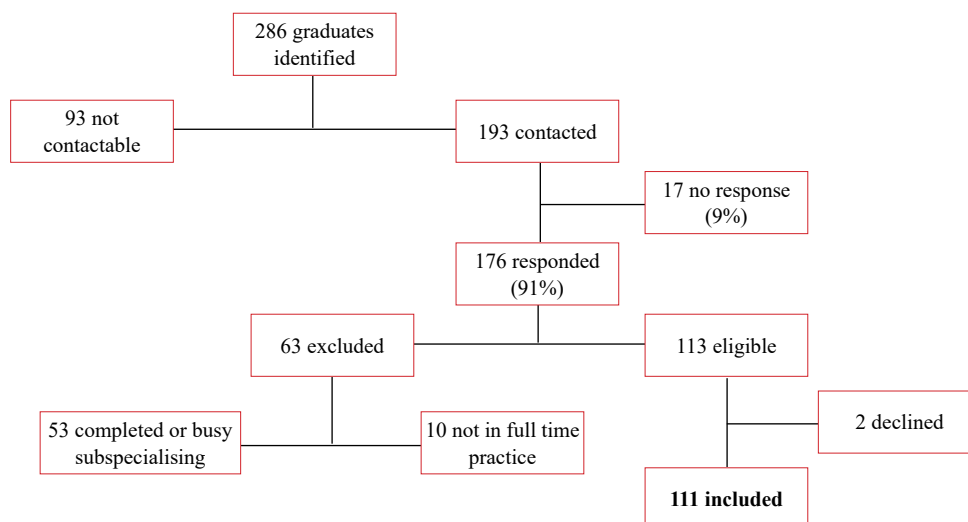 286 graduates
identified
93 not
contactable
193 contacted
17 no response
(9%)
176 responded
(91%)
63 excluded
113 eligible
53 completed or busy
subspecialising
10 not in full time
practice
2 declined
111 included